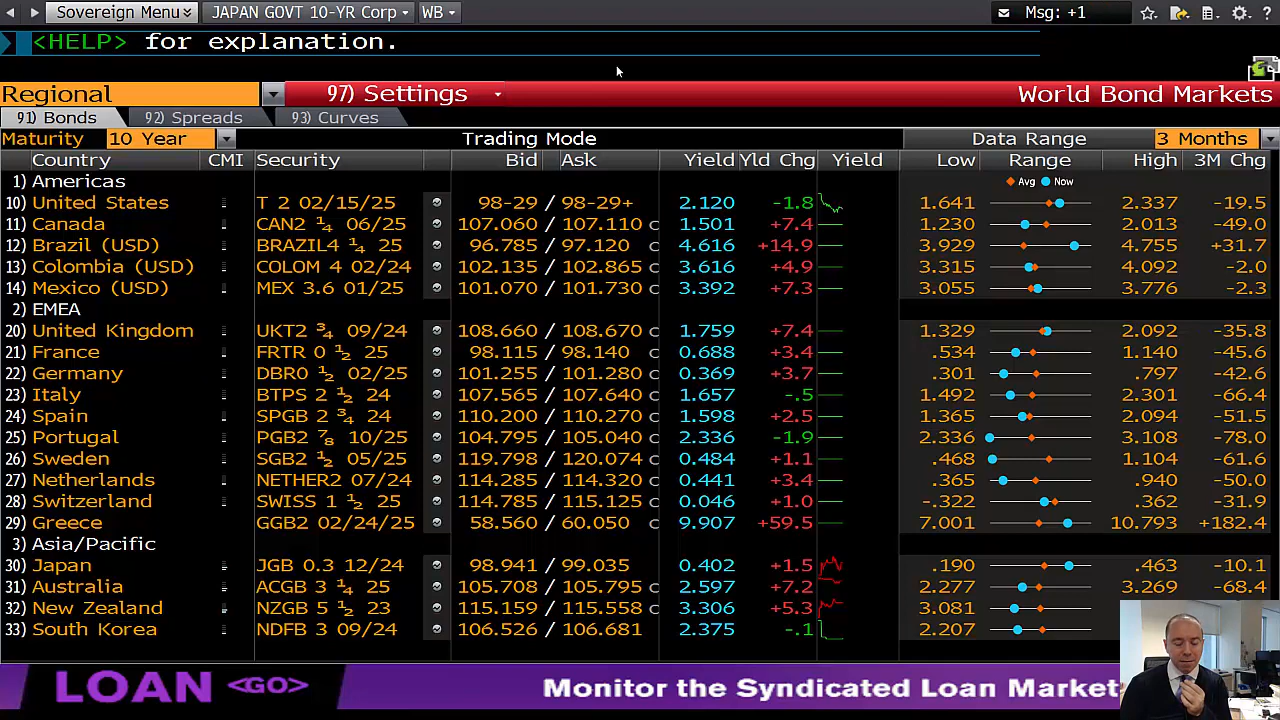 Sovereign Menu JAPAN GOVT 10-YR Corp WB Msg: +1 ?
<HELP> for explanation.
Regional 97) Settings World Bond Markets
91) Bonds 92) Spreads 93) Curves
Maturity 10 Year Trading Mode Data Range 3 Months
Country CMI Security Bid Ask Yield Yld Chg Yield Low Range High 3M Chg
1) Americas Avg Now
10) United States T 2 02/15/25 98-29 / 98-29+ 2.120 -1.8 1.641 2.337 -19.5
11) Canada CAN2 ¼ 06/25 107.060 / 107.110 c 1.501 +7.4 1.230 2.013 -49.0
12) Brazil (USD) BRAZIL4 ¼ 25 96.785 / 97.120 c 4.616 +14.9 3.929 4.755 +31.7
13) Colombia (USD) COLOM 4 02/24 102.135 / 102.865 c 3.616 +4.9 3.315 4.092 -2.0
14) Mexico (USD) MEX 3.6 01/25 101.070 / 101.730 c 3.392 +7.3 3.055 3.776 -2.3
2) EMEA
20) United Kingdom UKT2 ¾ 09/24 108.660 / 108.670 c 1.759 +7.4 1.329 2.092 -35.8
21) France FRTR 0 ½ 25 98.115 / 98.140 c 0.688 +3.4 .534 1.140 -45.6
22) Germany DBR0 ½ 02/25 101.255 / 101.280 c 0.369 +3.7 .301 .797 -42.6
23) Italy BTPS 2 ½ 24 107.565 / 107.640 c 1.657 -.5 1.492 2.301 -66.4
24) Spain SPGB 2 ¾ 24 110.200 / 110.270 c 1.598 +2.5 1.365 2.094 -51.5
25) Portugal PGB2 ⅞ 10/25 104.795 / 105.040 c 2.336 -1.9 2.336 3.108 -78.0
26) Sweden SGB2 ½ 05/25 119.798 / 120.074 c 0.484 +1.1 .468 1.104 -61.6
27) Netherlands NETHER2 07/24 114.285 / 114.320 c 0.441 +3.4 .365 .940 -50.0
28) Switzerland SWISS 1 ½ 25 114.785 / 115.125 c 0.046 +1.0 -.322 .362 -31.9
29) Greece GGB2 02/24/25 58.560 / 60.050 c 9.907 +59.5 7.001 10.793 +182.4
3) Asia/Pacific
30) Japan JGB 0.3 12/24 98.941 / 99.035 0.402 +1.5 .190 .463 -10.1
31) Australia ACGB 3 ¼ 25 105.708 / 105.795 c 2.597 +7.2 2.277 3.269 -68.4
32) New Zealand NZGB 5 ½ 23 115.159 / 115.558 c 3.306 +5.3 3.081
33) South Korea NDFB 3 09/24 106.526 / 106.681 2.375 -.1 2.207
LOAN <GO> Monitor the Syndicated Loan Market